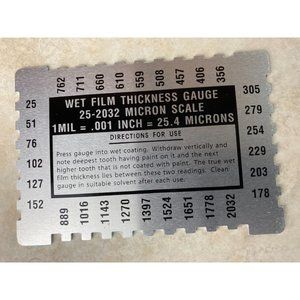 762 711 660 610 559 508 457 406 356
25
51
76
102
127
152
WET FILM THICKNESS GAUGE
25-2032 MICRON SCALE
1MIL = .001 INCH = 25.4 MICRONS
DIRECTIONS FOR USE
Press gauge into wet coating. Withdraw vertically and
note deepest tooth having paint on it and the next
higher tooth that is not coated with paint. The true wet
film thickness lies between these two readings. Clean
gauge in suitable solvent after each use.
305
279
254
229
203
178
889 1016 1143 1270 1397 1524 1651 1778 2032